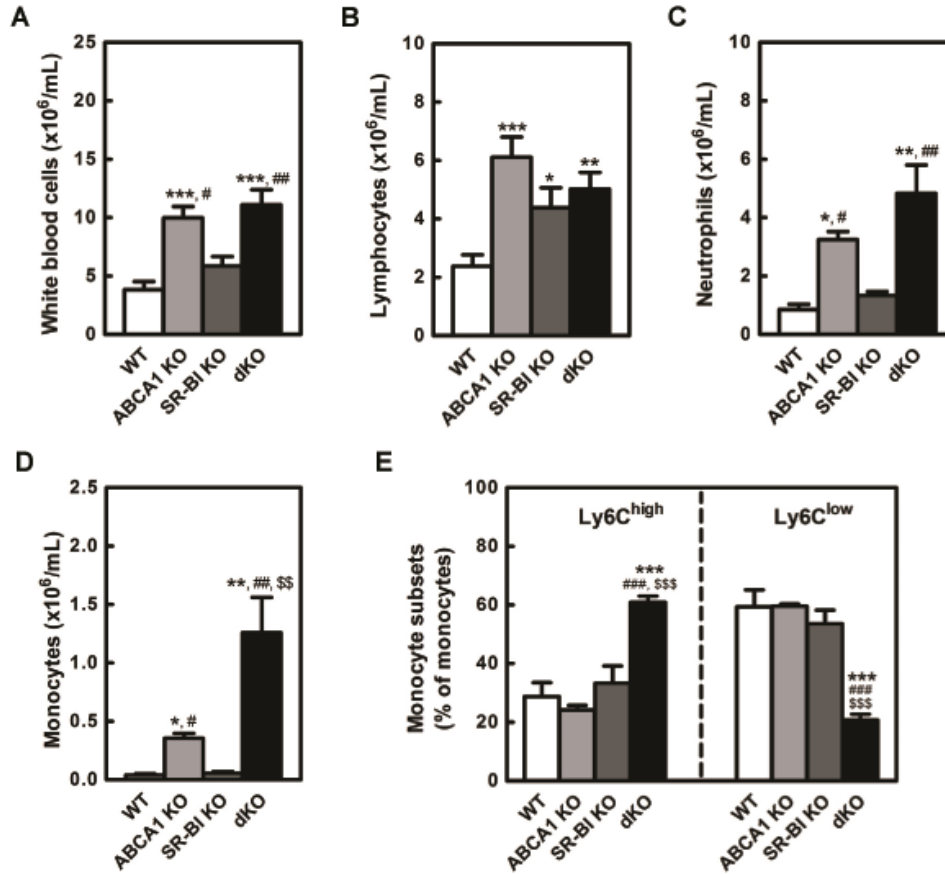 A
White blood cells (x10⁶/mL)
25
20
15
10
5
0
***, #
***, ##
WT
ABCA1 KO
SR-BI KO
dKO
B
Lymphocytes (x10⁶/mL)
10
8
6
4
2
0
***
*
**
WT
ABCA1 KO
SR-BI KO
dKO
C
Neutrophils (x10⁶/mL)
10
8
6
4
2
0
*, #
**, ##
WT
ABCA1 KO
SR-BI KO
dKO
D
Monocytes (x10⁶/mL)
2.5
2.0
1.5
1.0
0.5
0.0
*, #
**, ##, $$
WT
ABCA1 KO
SR-BI KO
dKO
E
Monocyte subsets
(% of monocytes)
100
80
60
40
20
0
Ly6Chigh
Ly6Clow
***
###, $$$
***
###
$$$
WT
ABCA1 KO
SR-BI KO
dKO
WT
ABCA1 KO
SR-BI KO
dKO